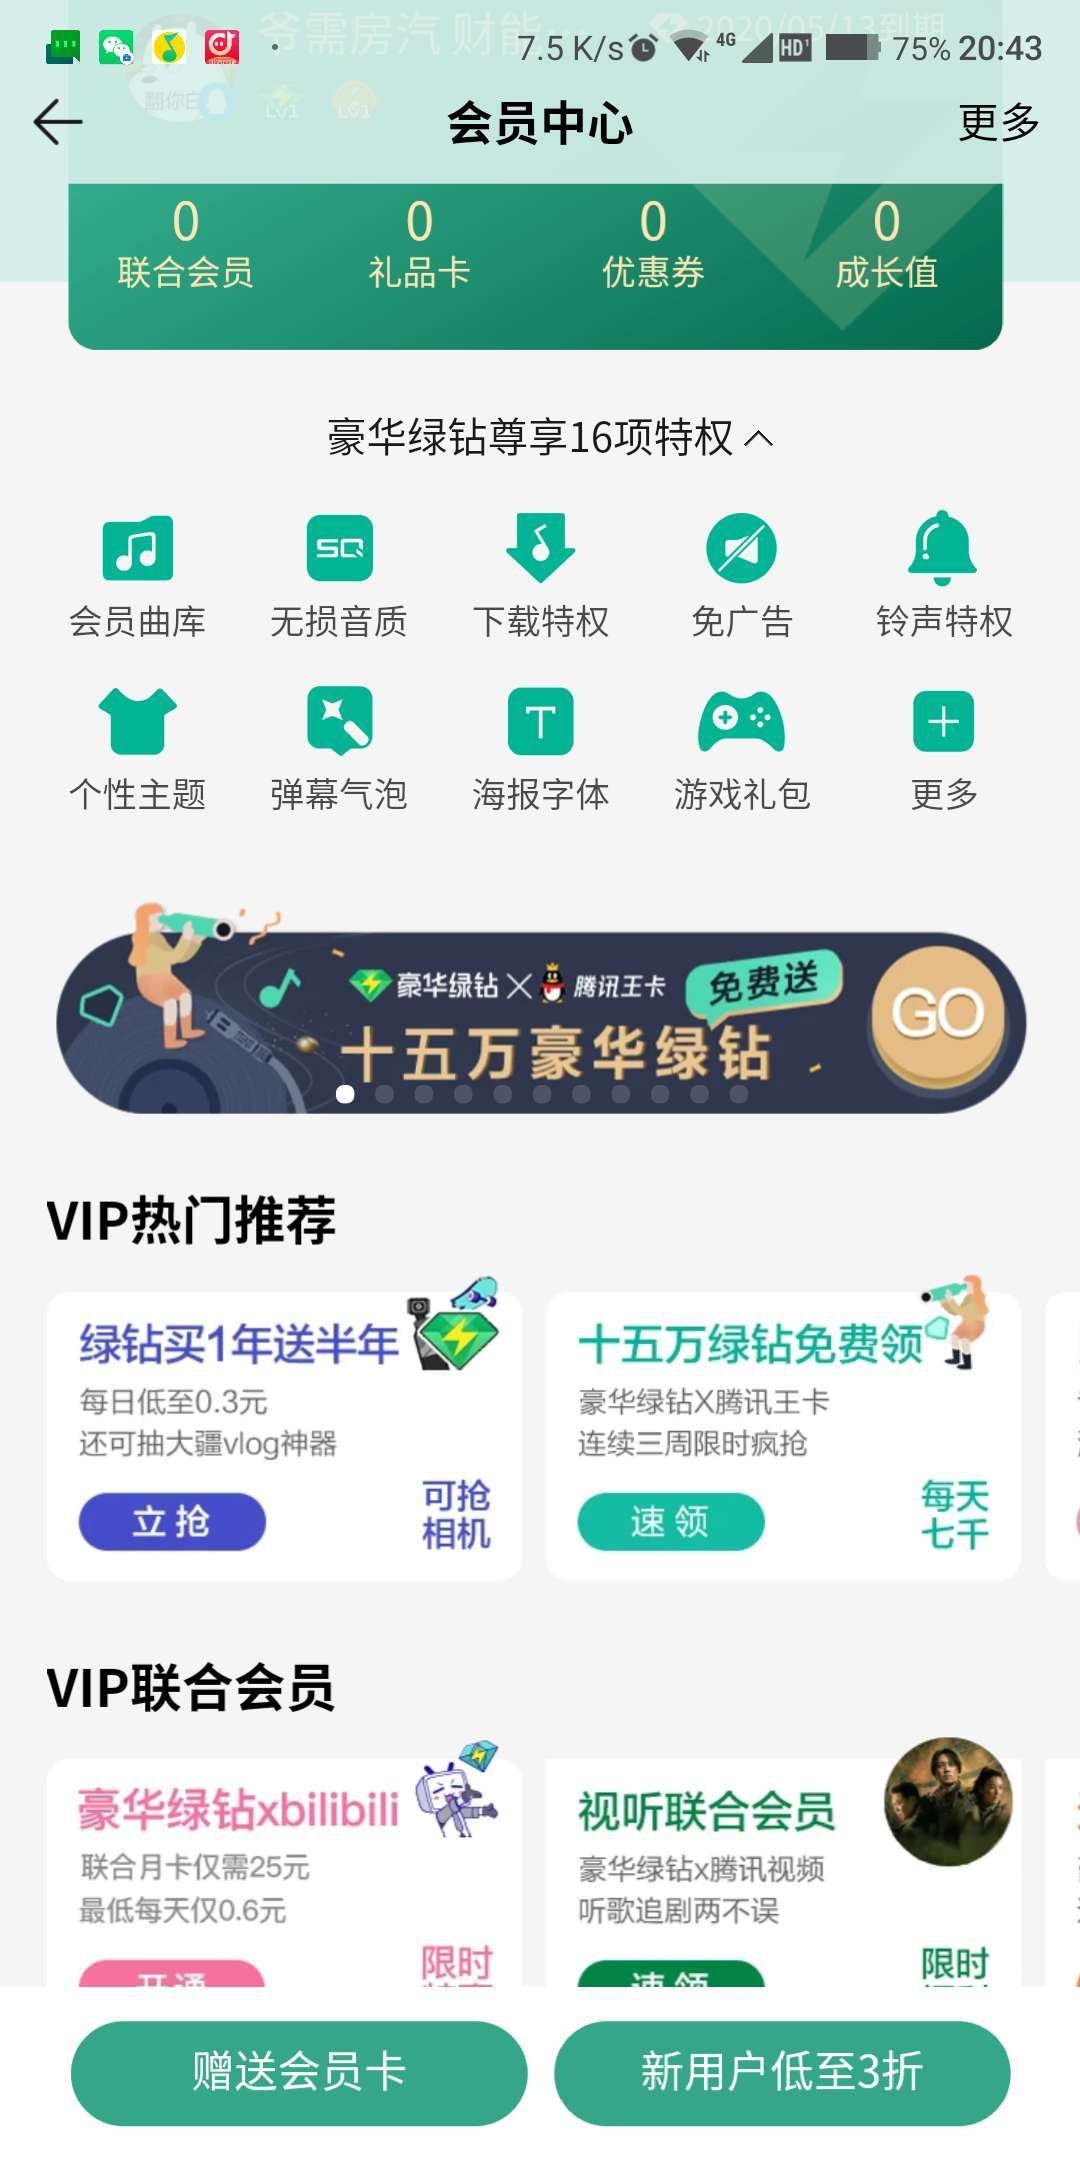 爷需房汽 财能...
2020/05/13到期
7.5 K/s 4G HD 75% 20:43
翻你白
LV1 LV1
会员中心 更多
0 0 0 0
联合会员 礼品卡 优惠券 成长值
豪华绿钻尊享16项特权
SQ
会员曲库 无损音质 下载特权 免广告 铃声特权
T
个性主题 弹幕气泡 海报字体 游戏礼包 更多
豪华绿钻×腾讯王卡 免费送
十五万豪华绿钻
GO
VIP热门推荐
绿钻买1年送半年
每日低至0.3元
还可抽大疆vlog神器
立抢
可抢
相机
十五万绿钻免费领
豪华绿钻X腾讯王卡
连续三周限时疯抢
速领
每天
七千
VIP联合会员
豪华绿钻xbilibili
联合月卡仅需25元
最低每天仅0.6元
开通
限时
视听联合会员
豪华绿钻x腾讯视频
听歌追剧两不误
速领
限时
赠送会员卡
新用户低至3折